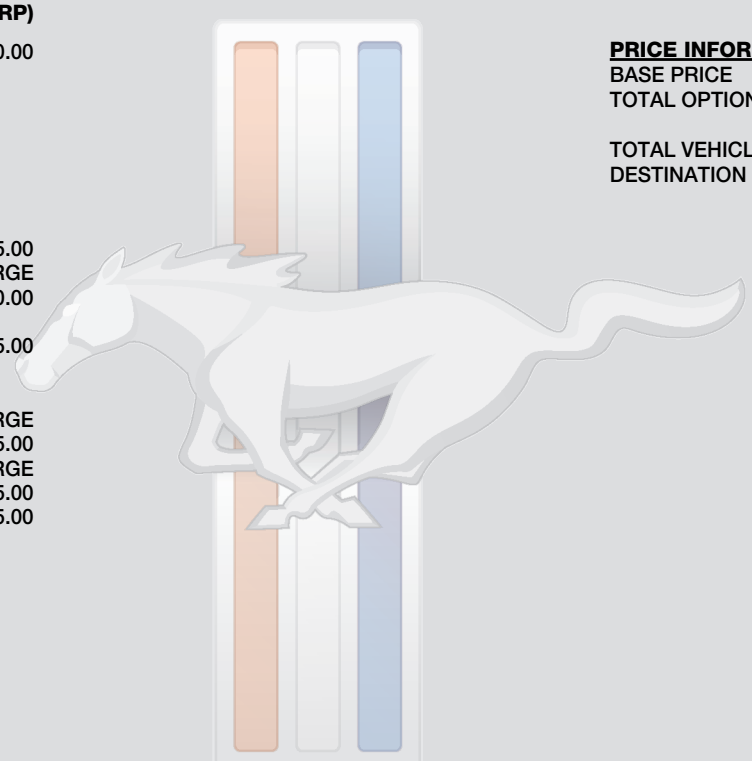 RP)
0.00
5.00
RGE
0.00
5.00
RGE
5.00
RGE
5.00
5.00
PRICE INFOR
BASE PRICE
TOTAL OPTION
TOTAL VEHICL
DESTINATION